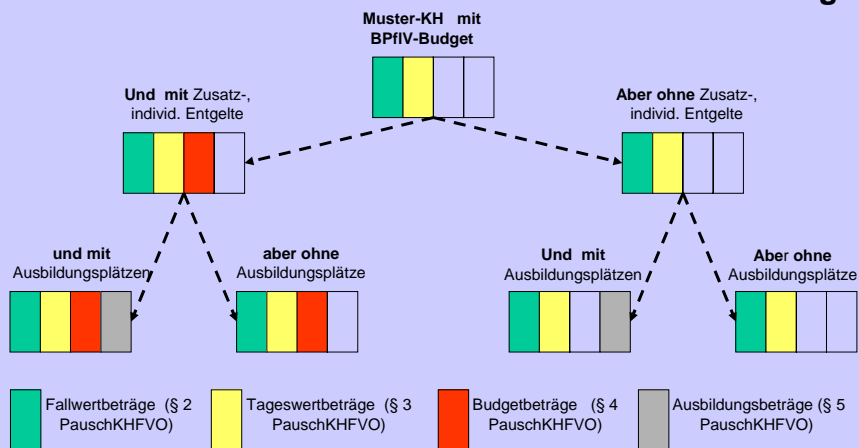 Muster-KH mit
BPflV-Budget
Und mit Zusatz-,
individ. Entgelte
Aber ohne Zusatz-,
individ. Entgelte
und mit
Ausbildungsplätzen
aber ohne
Ausbildungsplätze
Und mit
Ausbildungsplätzen
Aber ohne
Ausbildungsplätze
Fallwertbeträge (§ 2
PauschKHFVO)
Tageswertbeträge (§ 3
PauschKHFVO)
Budgetbeträge (§ 4
PauschKHFVO)
Ausbildungsbeträge (§ 5
PauschKHFVO)